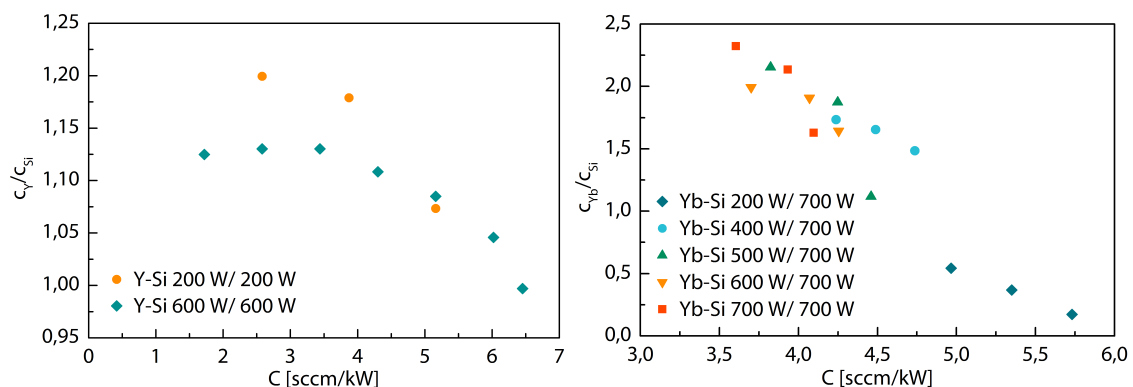 1,25
1,20
1,15
1,10
1,05
1,00
0,95
cY/cSi
Y-Si 200 W/ 200 W
Y-Si 600 W/ 600 W
0 1 2 3 4 5 6 7
C [sccm/kW]
2,5
2,0
1,5
1,0
0,5
0,0
cYb/cSi
Yb-Si 200 W/ 700 W
Yb-Si 400 W/ 700 W
Yb-Si 500 W/ 700 W
Yb-Si 600 W/ 700 W
Yb-Si 700 W/ 700 W
3,0 3,5 4,0 4,5 5,0 5,5 6,0
C [sccm/kW]